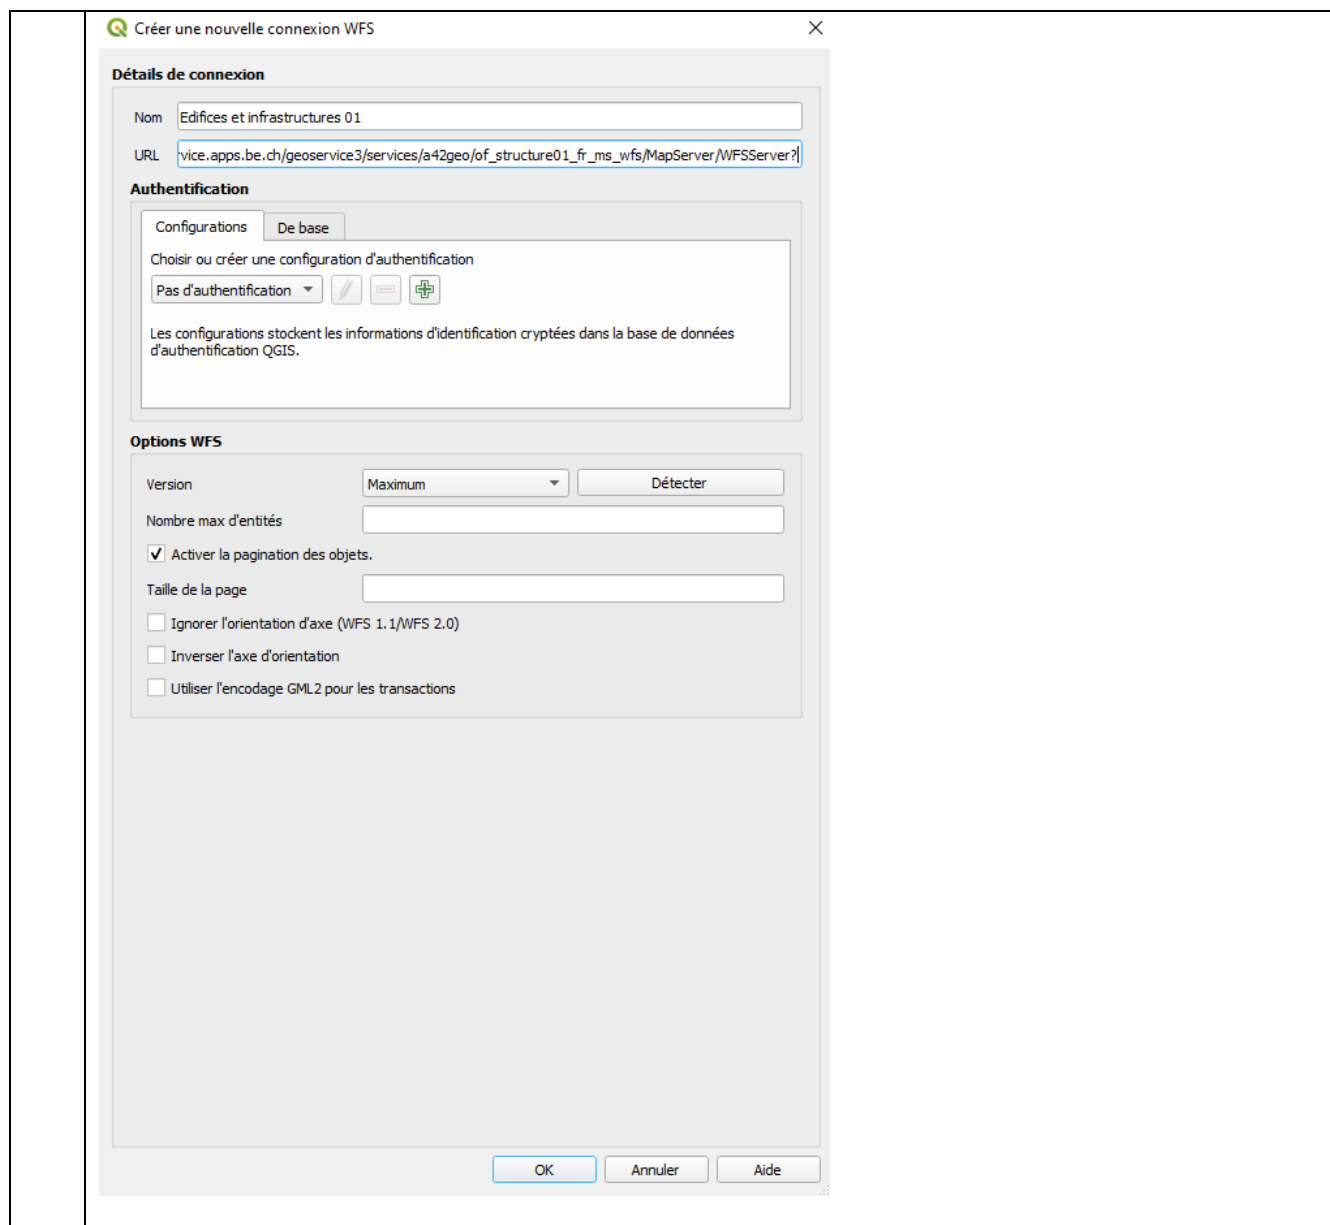 Créer une nouvelle connexion WFS
Détails de connexion
Nom Edifices et infrastructures 01
URL vice.apps.be.ch/geoservice3/services/a42geo/of_structure01_fr_ms_wfs/MapServer/WFSServer?
Authentification
Configurations De base
Choisir ou créer une configuration d'authentification
Pas d'authentification
Les configurations stockent les informations d'identification cryptées dans la base de données
d'authentification QGIS.
Options WFS
Version Maximum Détecter
Nombre max d'entités
Activer la pagination des objets.
Taille de la page
Ignorer l'orientation d'axe (WFS 1.1/WFS 2.0)
Inverser l'axe d'orientation
Utiliser l'encodage GML2 pour les transactions
OK Annuler Aide